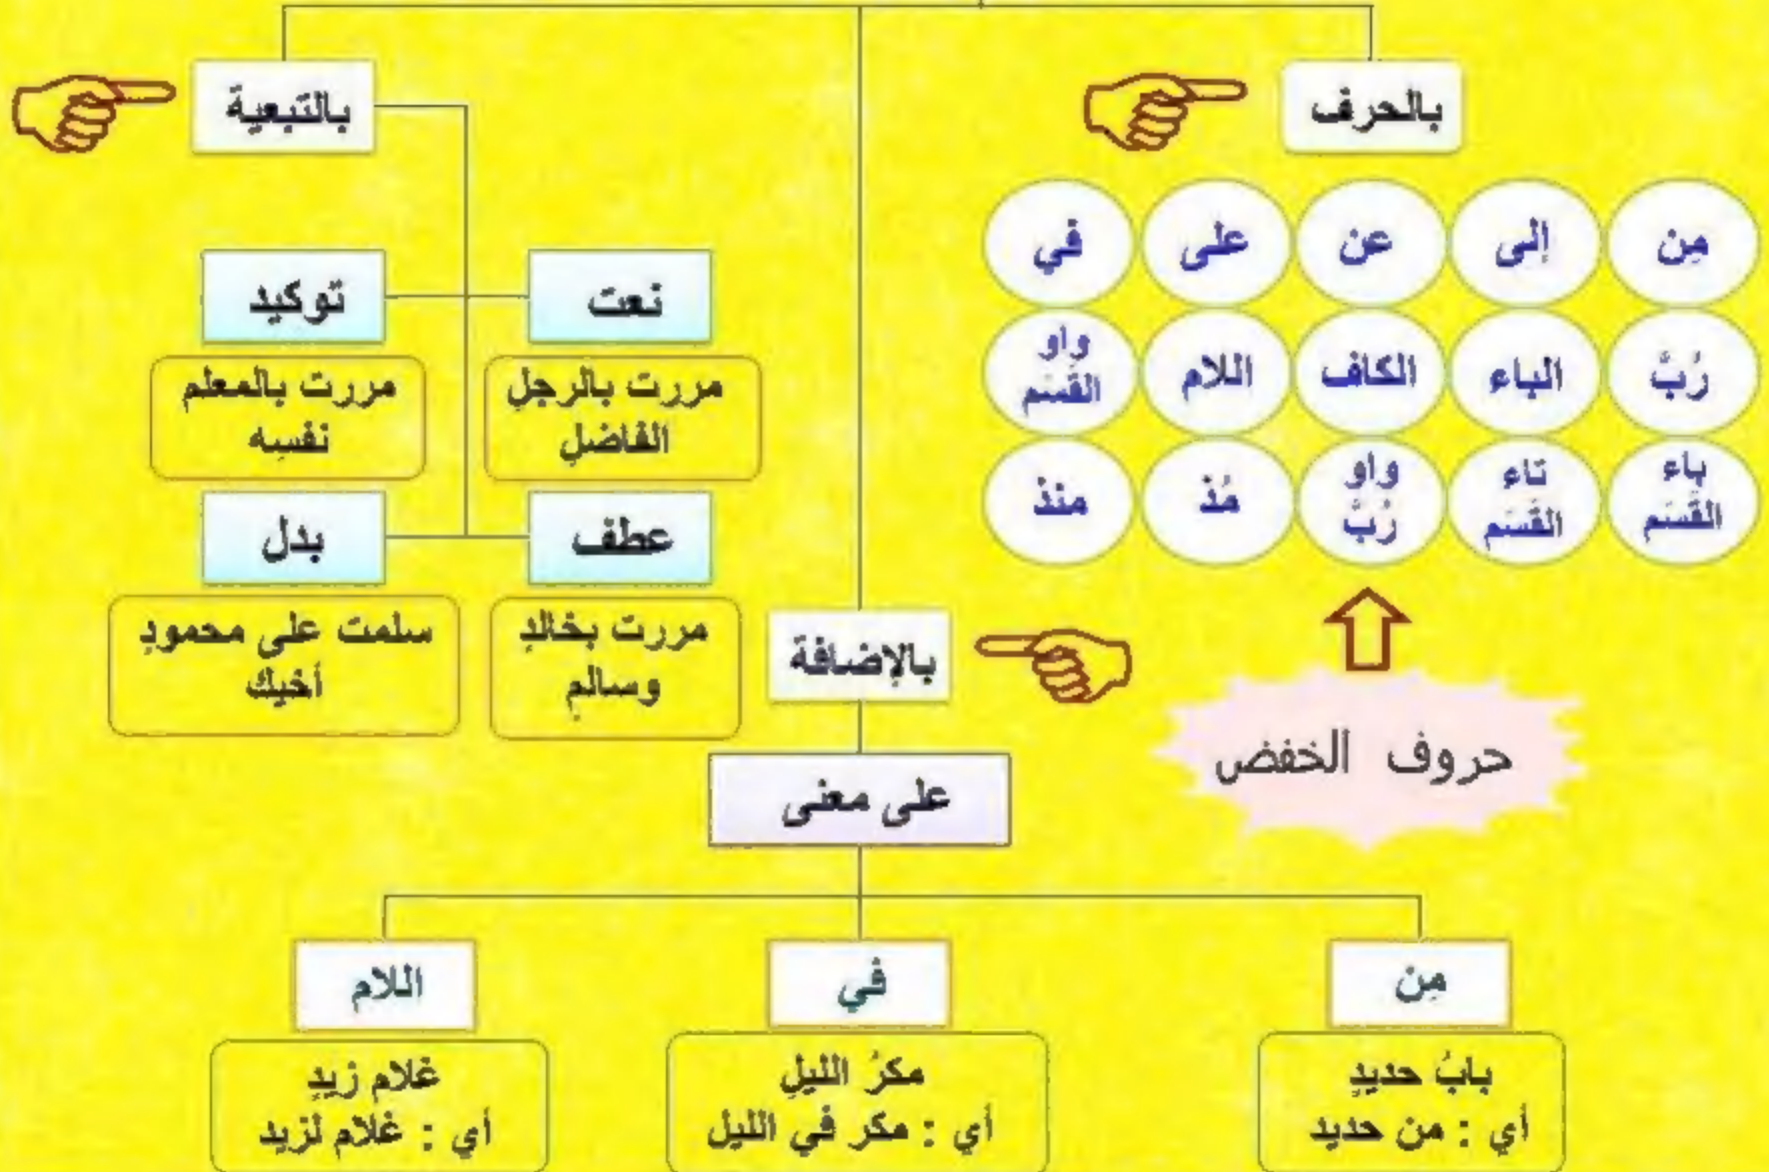 بالحرف
مِن
إلى
عن
على
في
رُبَّ
الباء
الكاف
اللام
واو
القَسَم
باء
القَسَم
تاء
القَسَم
واو
رُبَّ
مُذ
منذ
حروف الخفض
بالإضافة
على معنى
مِن
بابُ حديدٍ
أي : من حديد
في
مكرُ الليلِ
أي : مكر في الليل
اللام
غلام زيدٍ
أي : غلام لزيد
بالتبعية
نعت
مررت بالرجلِ
الفاضلِ
توكيد
مررت بالمعلم
نفسِه
عطف
مررت بخالدٍ
وسالمٍ
بدل
سلمت على محمودٍ
أخيك